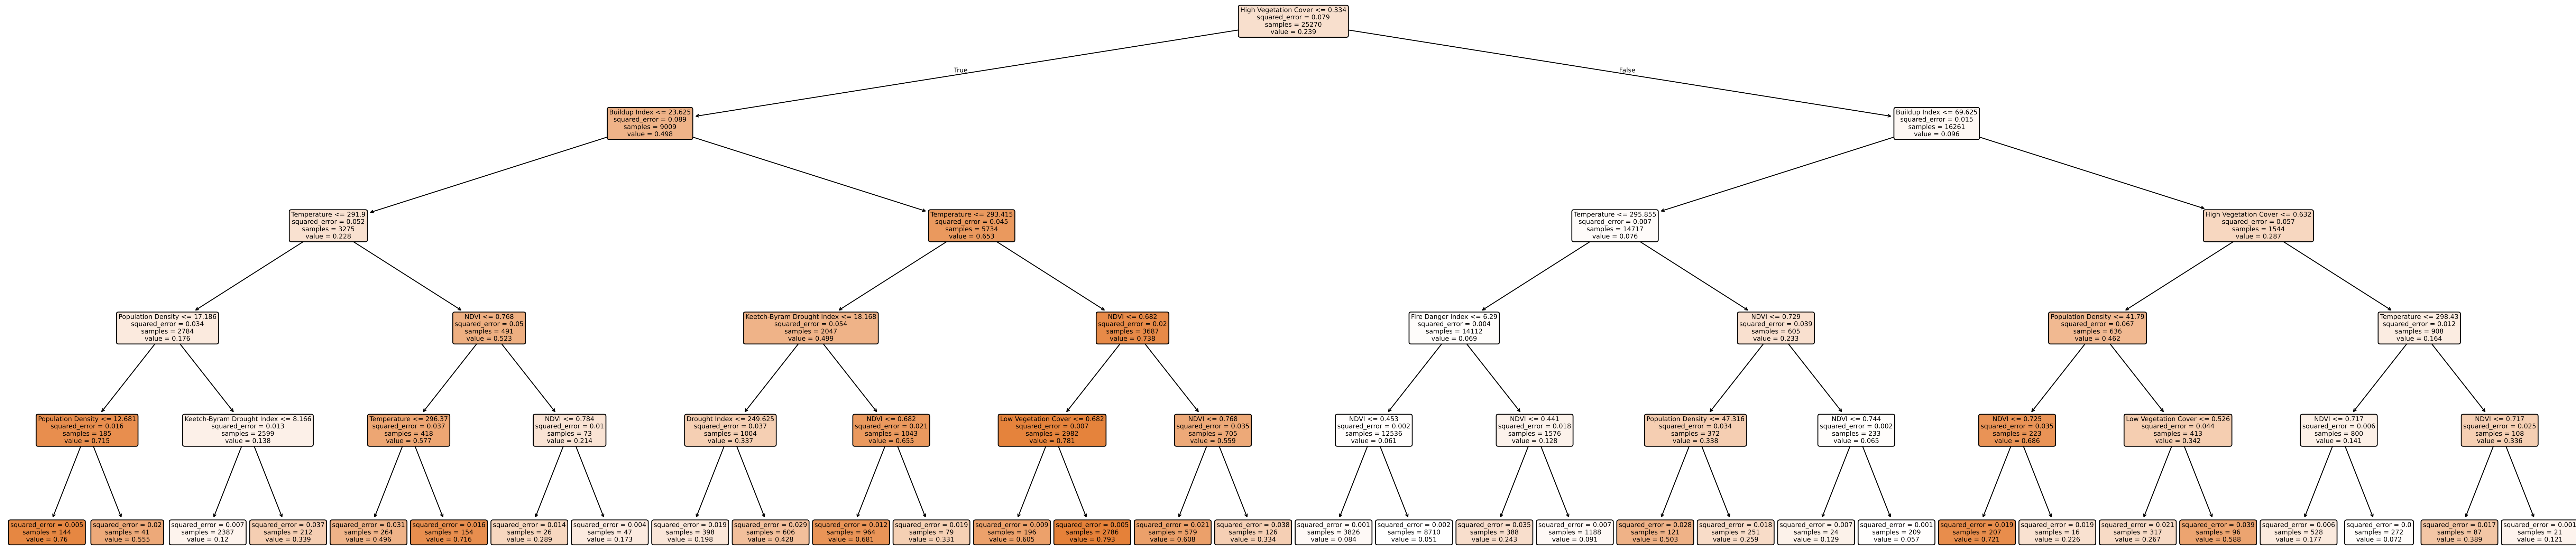 High Vegetation Cover <= 0.334
squared_error = 0.079
samples = 25270
value = 0.239
True
False
Buildup Index <= 23.625
squared_error = 0.089
samples = 9009
value = 0.498
Buildup Index <= 69.625
squared_error = 0.015
samples = 16261
value = 0.096
Temperature <= 291.9
squared_error = 0.052
samples = 3275
value = 0.228
Temperature <= 293.415
squared_error = 0.045
samples = 5734
value = 0.653
Temperature <= 295.855
squared_error = 0.007
samples = 14717
value = 0.076
High Vegetation Cover <= 0.632
squared_error = 0.057
samples = 1544
value = 0.287
Population Density <= 17.186
squared_error = 0.034
samples = 2784
value = 0.176
NDVI <= 0.768
squared_error = 0.05
samples = 491
value = 0.523
Keetch-Byram Drought Index <= 18.168
squared_error = 0.054
samples = 2047
value = 0.499
NDVI <= 0.682
squared_error = 0.02
samples = 3687
value = 0.738
Fire Danger Index <= 6.29
squared_error = 0.004
samples = 14112
value = 0.069
NDVI <= 0.729
squared_error = 0.039
samples = 605
value = 0.233
Population Density <= 41.79
squared_error = 0.067
samples = 636
value = 0.462
Temperature <= 298.43
squared_error = 0.012
samples = 908
value = 0.164
Population Density <= 12.681
squared_error = 0.016
samples = 185
value = 0.715
Keetch-Byram Drought Index <= 8.166
squared_error = 0.013
samples = 2599
value = 0.138
Temperature <= 296.37
squared_error = 0.037
samples = 418
value = 0.577
NDVI <= 0.784
squared_error = 0.01
samples = 73
value = 0.214
Drought Index <= 249.625
squared_error = 0.037
samples = 1004
value = 0.337
NDVI <= 0.682
squared_error = 0.021
samples = 1043
value = 0.655
Low Vegetation Cover <= 0.682
squared_error = 0.007
samples = 2982
value = 0.781
NDVI <= 0.768
squared_error = 0.035
samples = 705
value = 0.559
NDVI <= 0.453
squared_error = 0.002
samples = 12536
value = 0.061
NDVI <= 0.441
squared_error = 0.018
samples = 1576
value = 0.128
Population Density <= 47.316
squared_error = 0.034
samples = 372
value = 0.338
NDVI <= 0.744
squared_error = 0.002
samples = 233
value = 0.065
NDVI <= 0.725
squared_error = 0.035
samples = 223
value = 0.686
Low Vegetation Cover <= 0.526
squared_error = 0.044
samples = 413
value = 0.342
NDVI <= 0.717
squared_error = 0.006
samples = 800
value = 0.141
NDVI <= 0.717
squared_error = 0.025
samples = 108
value = 0.336
squared_error = 0.005
samples = 144
value = 0.76
squared_error = 0.02
samples = 41
value = 0.555
squared_error = 0.007
samples = 2387
value = 0.12
squared_error = 0.037
samples = 212
value = 0.339
squared_error = 0.031
samples = 264
value = 0.496
squared_error = 0.016
samples = 154
value = 0.716
squared_error = 0.014
samples = 26
value = 0.289
squared_error = 0.004
samples = 47
value = 0.173
squared_error = 0.019
samples = 398
value = 0.198
squared_error = 0.029
samples = 606
value = 0.428
squared_error = 0.012
samples = 964
value = 0.681
squared_error = 0.019
samples = 79
value = 0.331
squared_error = 0.009
samples = 196
value = 0.605
squared_error = 0.005
samples = 2786
value = 0.793
squared_error = 0.021
samples = 579
value = 0.608
squared_error = 0.038
samples = 126
value = 0.334
squared_error = 0.001
samples = 3826
value = 0.084
squared_error = 0.002
samples = 8710
value = 0.051
squared_error = 0.035
samples = 388
value = 0.243
squared_error = 0.007
samples = 1188
value = 0.091
squared_error = 0.028
samples = 121
value = 0.503
squared_error = 0.018
samples = 251
value = 0.259
squared_error = 0.007
samples = 24
value = 0.129
squared_error = 0.001
samples = 209
value = 0.057
squared_error = 0.019
samples = 207
value = 0.721
squared_error = 0.019
samples = 16
value = 0.226
squared_error = 0.021
samples = 317
value = 0.267
squared_error = 0.039
samples = 96
value = 0.588
squared_error = 0.006
samples = 528
value = 0.177
squared_error = 0.0
samples = 272
value = 0.072
squared_error = 0.017
samples = 87
value = 0.389
squared_error = 0.001
samples = 21
value = 0.121